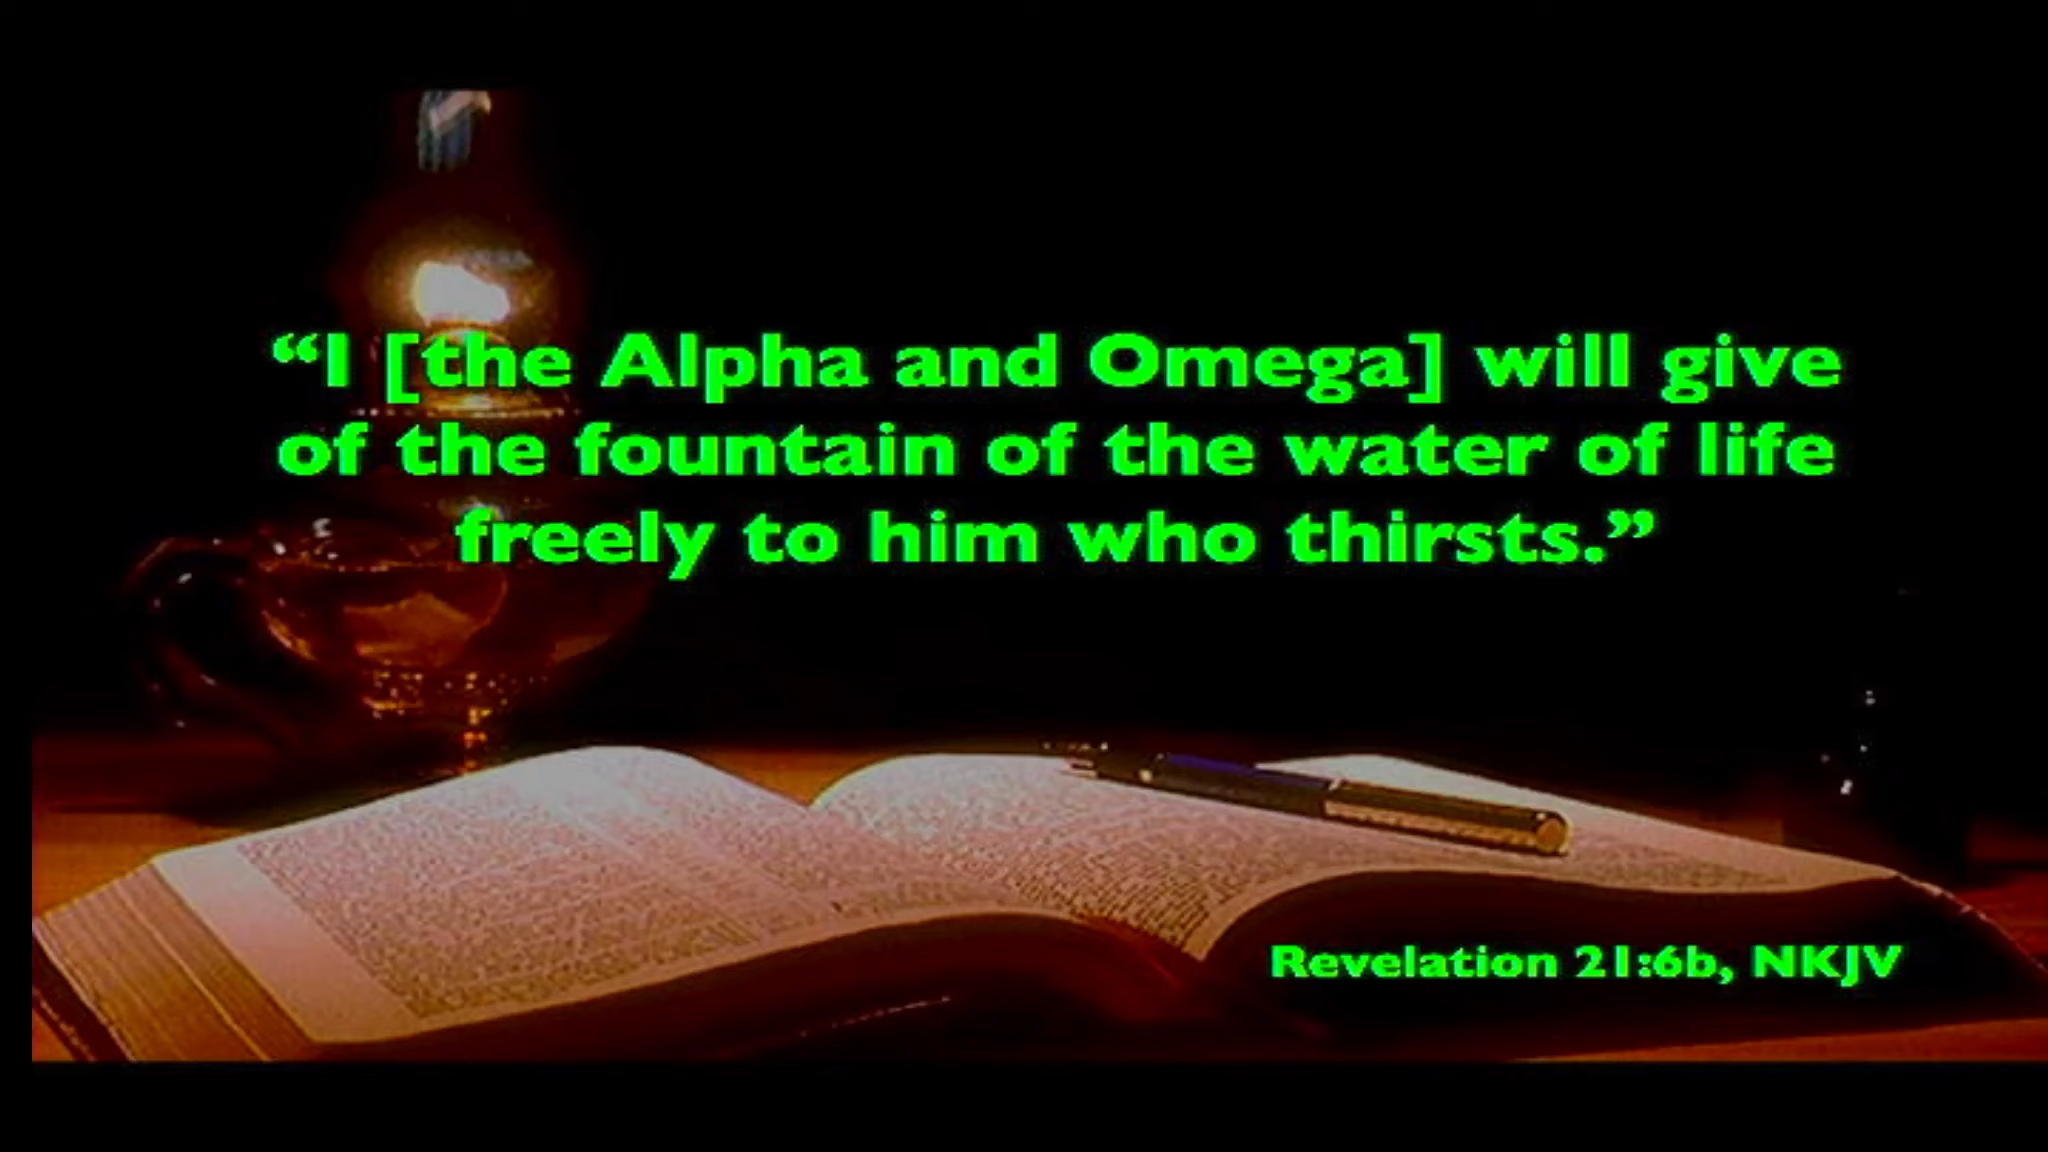 “I [the Alpha and Omega] will give
of the fountain of the water of life
freely to him who thirsts.”
Revelation 21:6b, NKJV